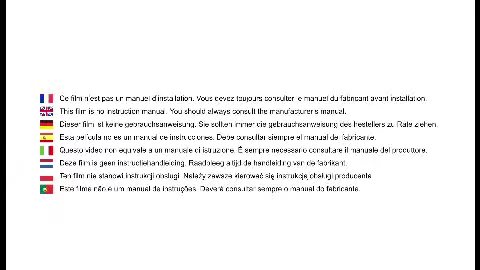 Ce film n'est pas un manuel d'installation. Vous devez toujours consulter le manuel du fabricant avant installation.
This film is no instruction manual. You should always consult the manufacturer's manual.
Dieser film ist keine gebrauchsanweisung. Sie sollten immer die gebrauchsanweisung des hestellers zu Rate ziehen.
Esta película no es un manual de instrucciones. Debe consultar siempre el manual del fabricante.
Questo video non equivale a un manuale di istruzione. È sempre necessario consultare il manuale del produttore.
Deze film is geen instructiehandleiding. Raadpleeg altijd de handleiding van de fabrikant.
Ten film nie stanowi instrukcji obsługi. Należy zawsze kierować się instrukcją obsługi producenta.
Este filme não é um manual de instruções. Deverá consultar sempre o manual do fabricante.